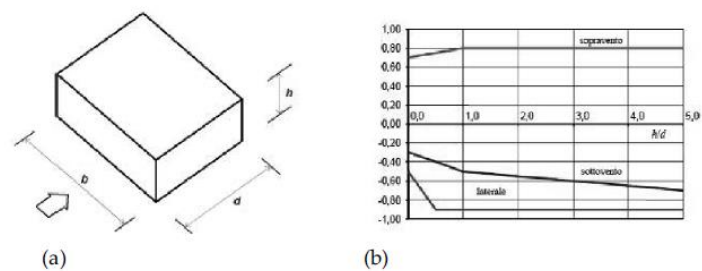 h
b
d
(a)
1,00
sopravento
0,80
0,60
0,40
0,20
0,00
0,0 1,0 2,0 3,0 4,0 5,0
-0,20
h/d
-0,40
sottovento
-0,60
laterale
-0,80
-1,00
(b)